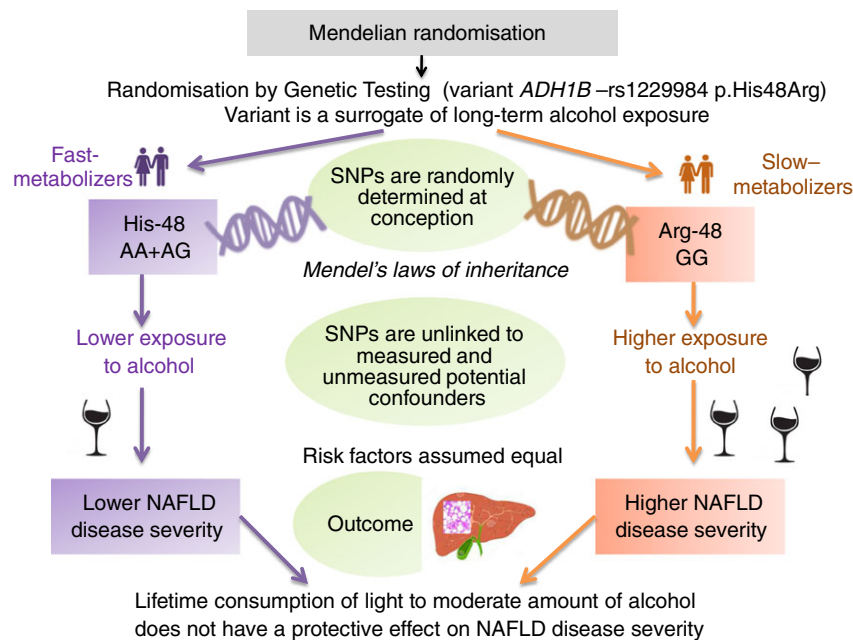 Mendelian randomisation
Randomisation by Genetic Testing (variant ADH1B –rs1229984 p.His48Arg)
Variant is a surrogate of long-term alcohol exposure
Fast-
metabolizers
Slow–
metabolizers
SNPs are randomly
determined at
conception
His-48
AA+AG
Arg-48
GG
Mendel's laws of inheritance
Lower exposure
to alcohol
SNPs are unlinked to
measured and
unmeasured potential
confounders
Higher exposure
to alcohol
Risk factors assumed equal
Lower NAFLD
disease severity
Outcome
Higher NAFLD
disease severity
Lifetime consumption of light to moderate amount of alcohol
does not have a protective effect on NAFLD disease severity